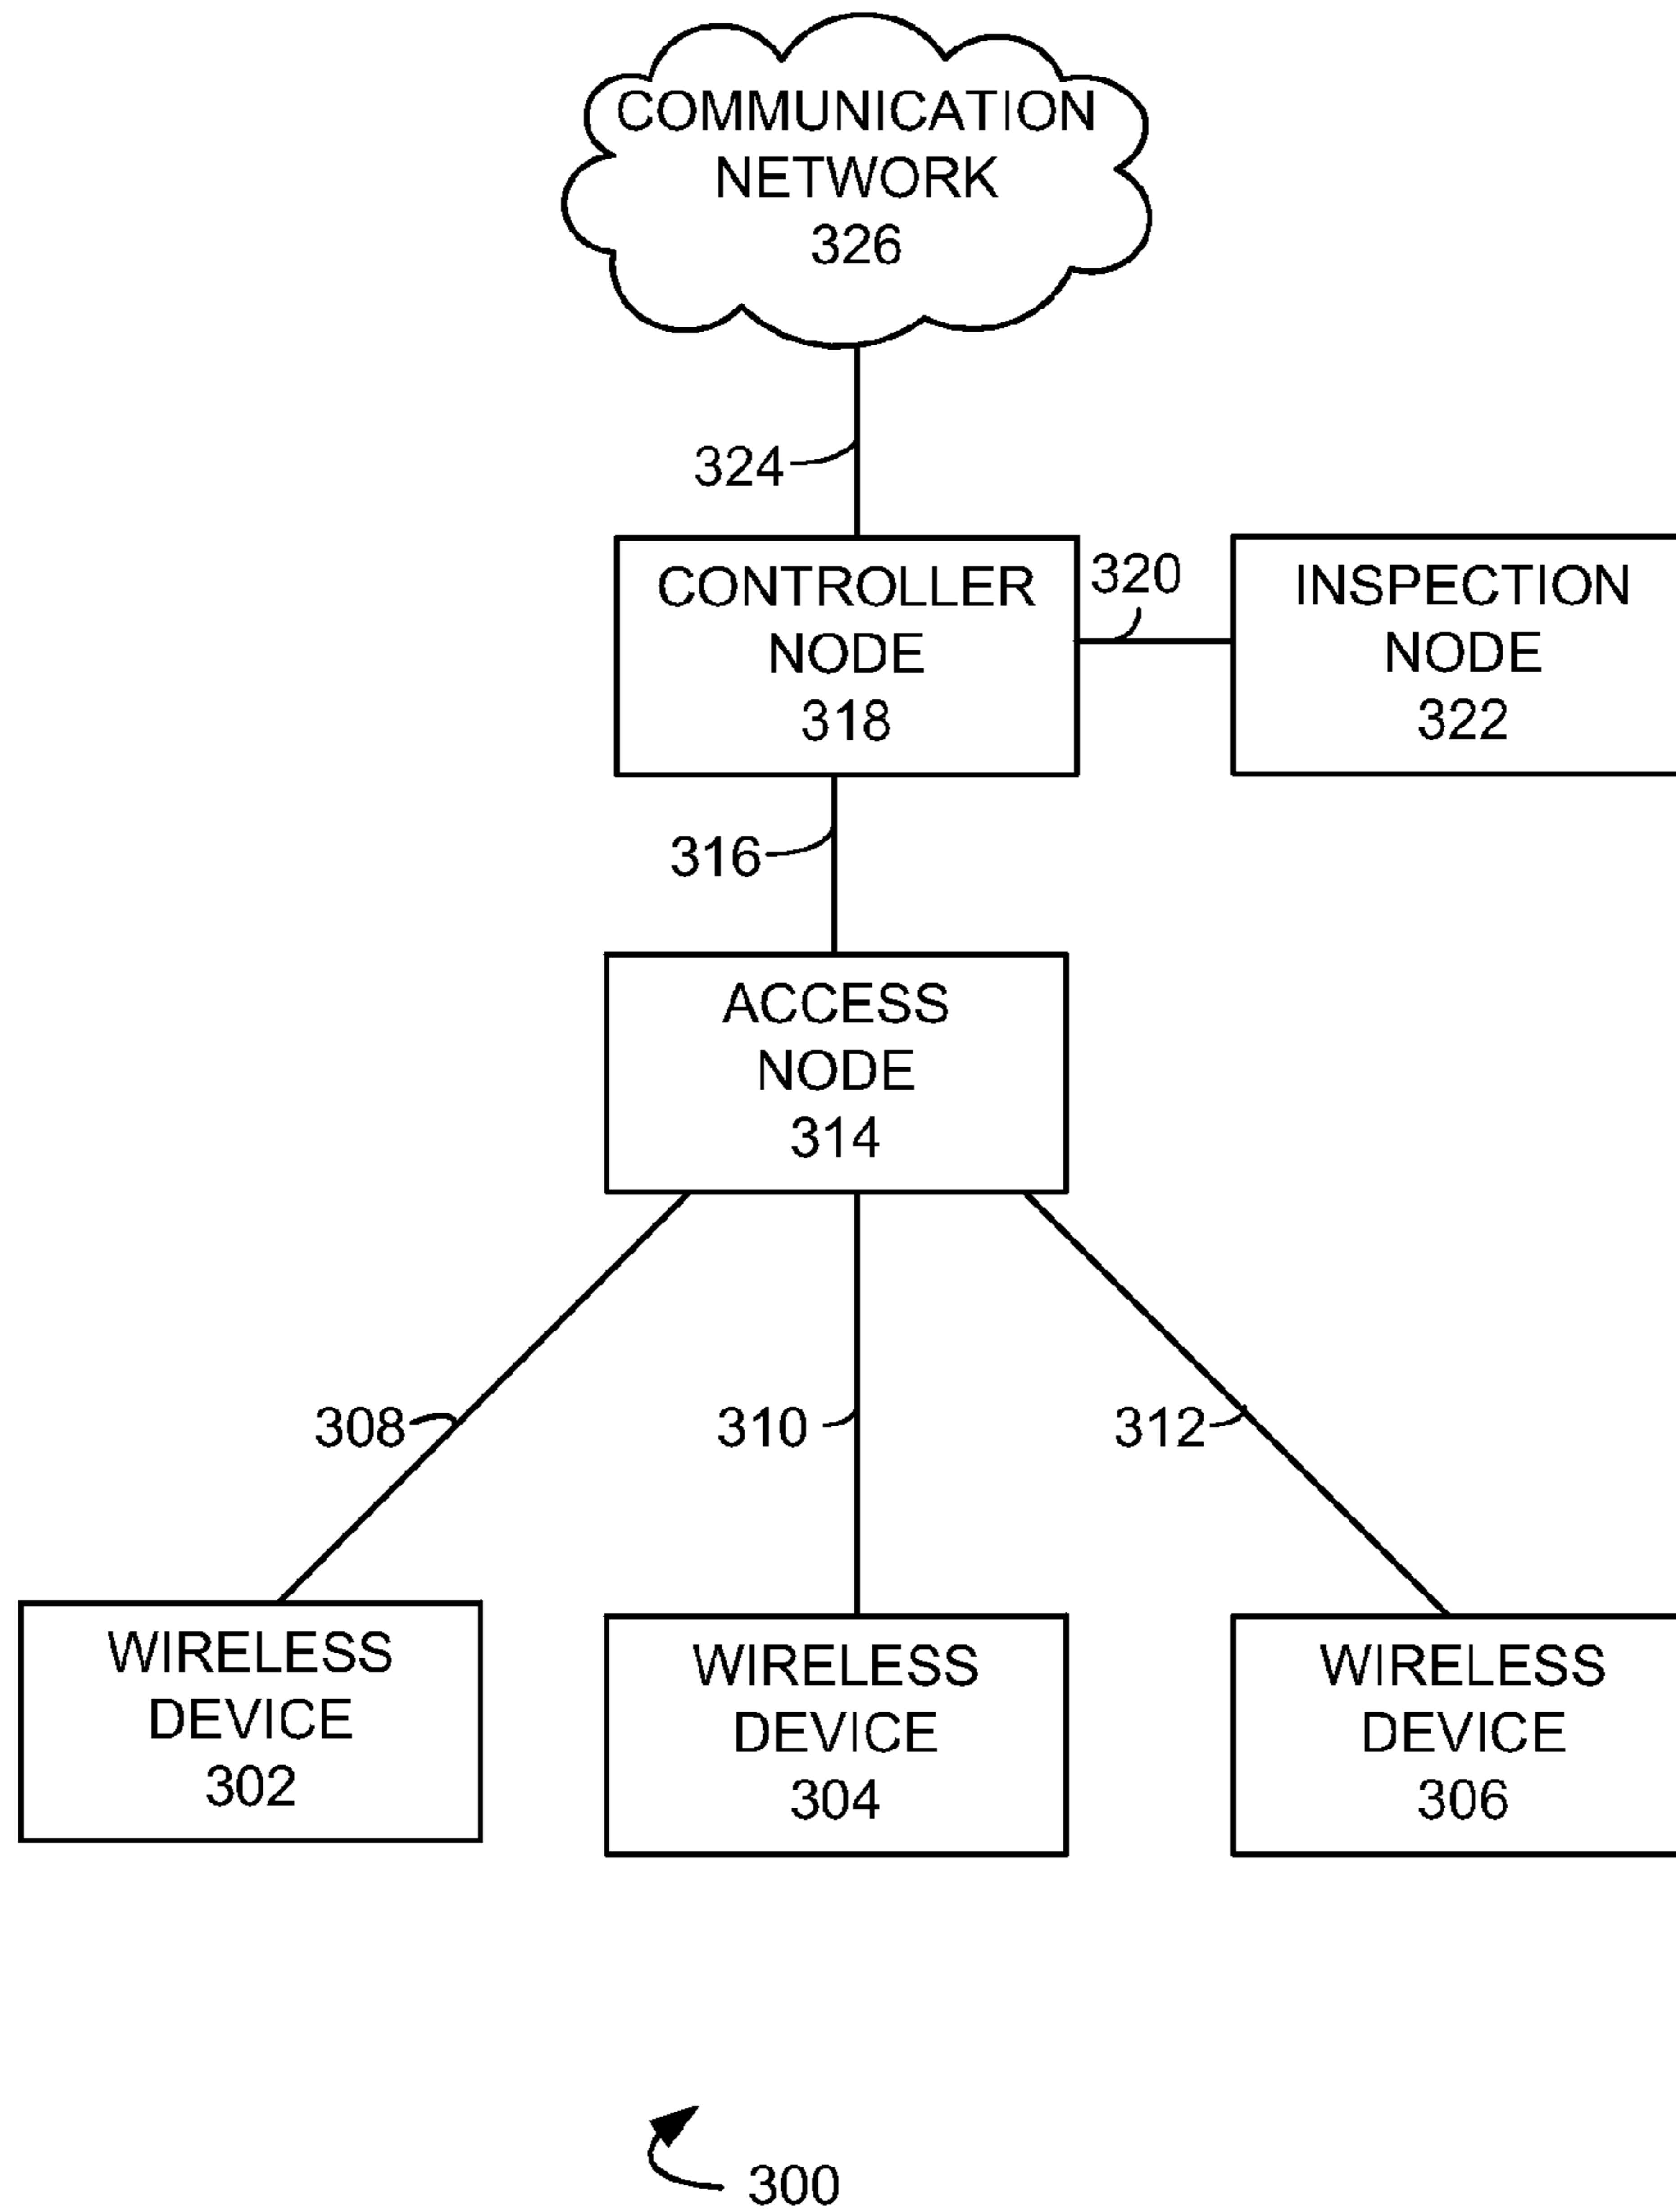 COMMUNICATION
NETWORK
326
324
CONTROLLER
NODE
318
320
INSPECTION
NODE
322
316
ACCESS
NODE
314
308
310
312
WIRELESS
DEVICE
302
WIRELESS
DEVICE
304
WIRELESS
DEVICE
306
300